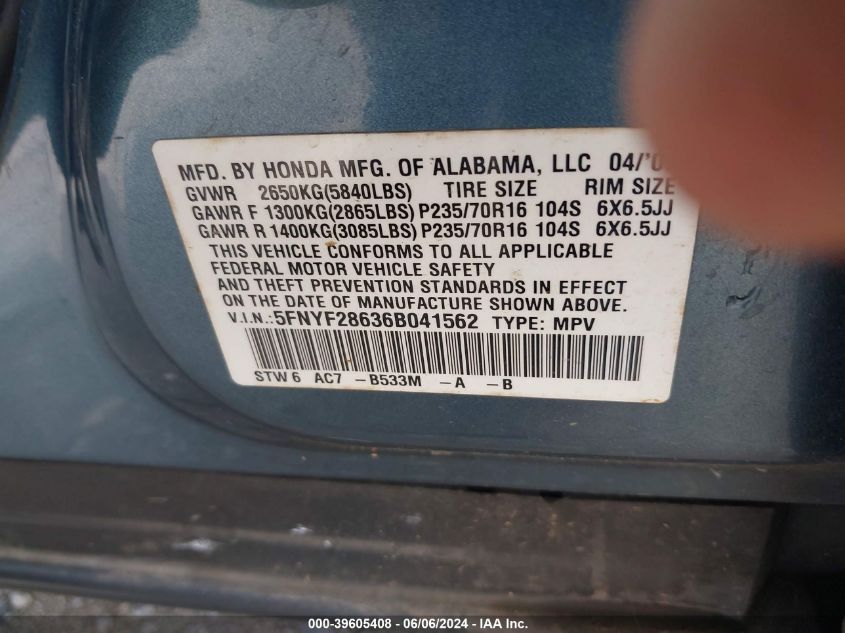 MFD. BY HONDA MFG. OF ALABAMA, LLC 04/'0
GVWR 2650KG(5840LBS) TIRE SIZE RIM SIZE
GAWR F 1300KG(2865LBS) P235/70R16 104S 6X6.5JJ
GAWR R 1400KG(3085LBS) P235/70R16 104S 6X6.5JJ
THIS VEHICLE CONFORMS TO ALL APPLICABLE
FEDERAL MOTOR VEHICLE SAFETY
AND THEFT PREVENTION STANDARDS IN EFFECT
ON THE DATE OF MANUFACTURE SHOWN ABOVE.
V.I.N.:5FNYF28636B041562 TYPE: MPV
STW 6 AC7 -B533M -A -B
000-39605408 - 06/06/2024 - IAA Inc.